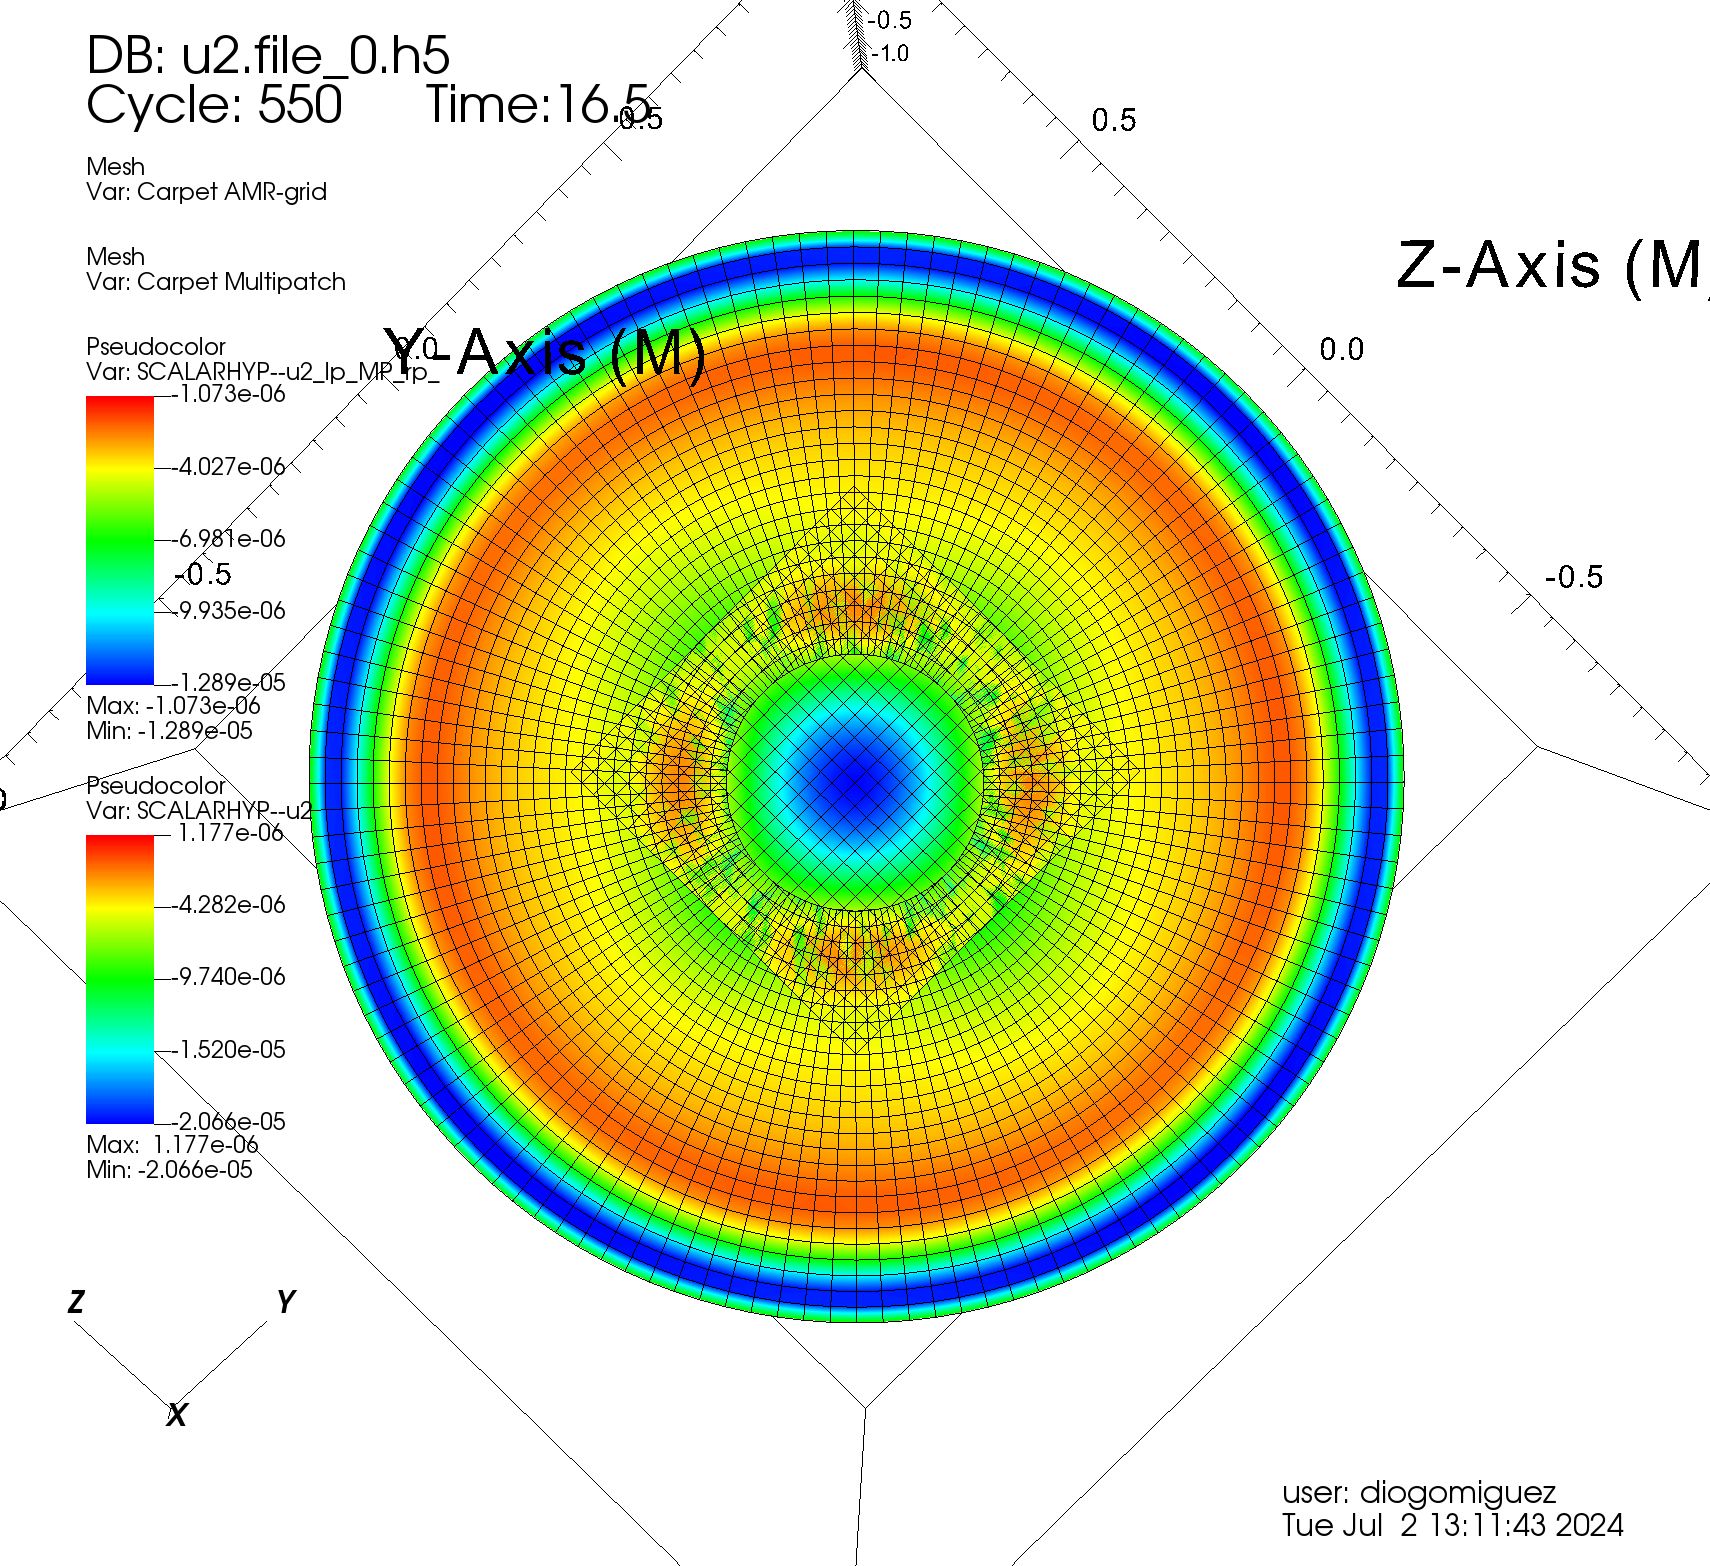 DB: u2.file_0.h5
Cycle: 550 Time:16.5
Mesh
Var: Carpet AMR-grid
Mesh
Var: Carpet Multipatch
Pseudocolor
Var: SCALARHYP--u2_lp_MP_rp_
-1.073e-06
-4.027e-06
-6.981e-06
-9.935e-06
-1.289e-05
Max: -1.073e-06
Min: -1.289e-05
Pseudocolor
Var: SCALARHYP--u2
1.177e-06
-4.282e-06
-9.740e-06
-1.520e-05
-2.066e-05
Max: 1.177e-06
Min: -2.066e-05
-0.5
-1.0
0.5
0.5
Z-Axis (M)
Y-Axis (M)
0.0
0.0
-0.5
-0.5
Z
Y
X
user: diogomiguez
Tue Jul 2 13:11:43 2024